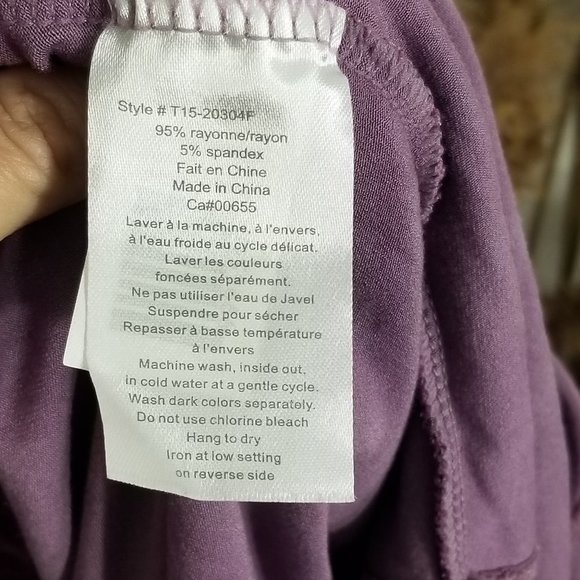 Style # T15-20304F
95% rayonne/rayon
5% spandex
Fait en Chine
Made in China
Ca#00655
Laver à la machine, à l'envers,
à l'eau froide au cycle délicat.
Laver les couleurs
foncées séparément.
Ne pas utiliser l'eau de Javel
Suspendre pour sécher
Repasser à basse température
à l'envers
Machine wash, inside out,
in cold water at a gentle cycle.
Wash dark colors separately.
Do not use chlorine bleach
Hang to dry
Iron at low setting
on reverse side